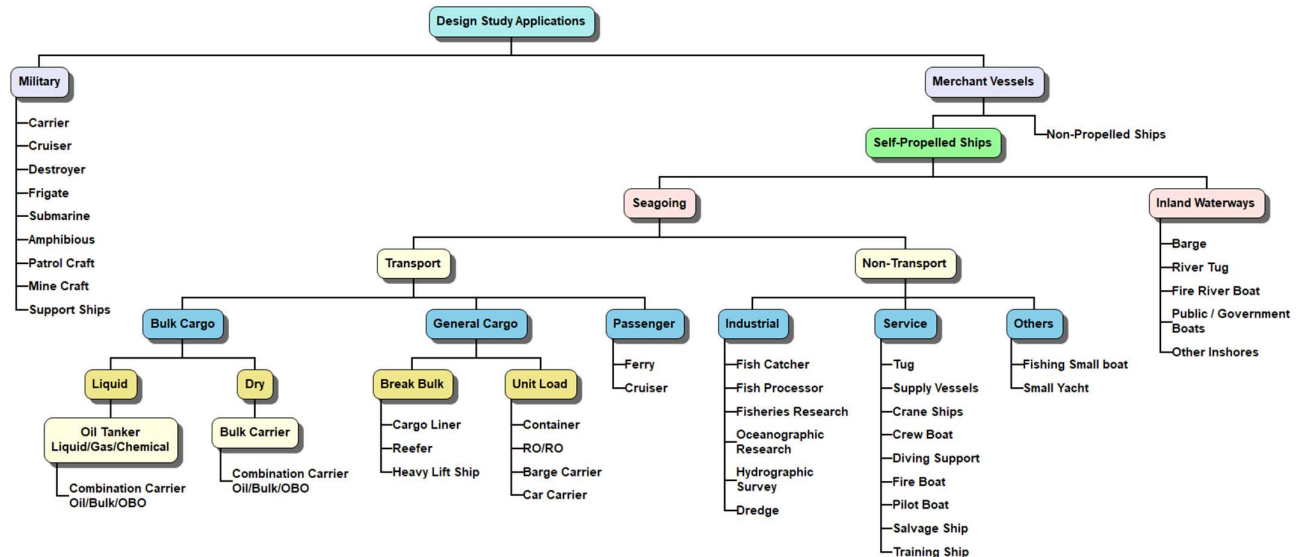 Design Study Applications
Military
Merchant Vessels
Carrier
Cruiser
Destroyer
Frigate
Submarine
Amphibious
Patrol Craft
Mine Craft
Support Ships
Self-Propelled Ships
Non-Propelled Ships
Seagoing
Inland Waterways
Transport
Non-Transport
Barge
River Tug
Fire River Boat
Public / Government
Boats
Other Inshores
Bulk Cargo
General Cargo
Passenger
Industrial
Service
Others
Liquid
Dry
Break Bulk
Unit Load
Ferry
Cruiser
Oil Tanker
Liquid/Gas/Chemical
Combination Carrier
Oil/Bulk/OBO
Bulk Carrier
Combination Carrier
Oil/Bulk/OBO
Cargo Liner
Reefer
Heavy Lift Ship
Container
RO/RO
Barge Carrier
Car Carrier
Fish Catcher
Fish Processor
Fisheries Research
Oceanographic
Research
Hydrographic
Survey
Dredge
Tug
Supply Vessels
Crane Ships
Crew Boat
Diving Support
Fire Boat
Pilot Boat
Salvage Ship
Training Ship
Fishing Small boat
Small Yacht